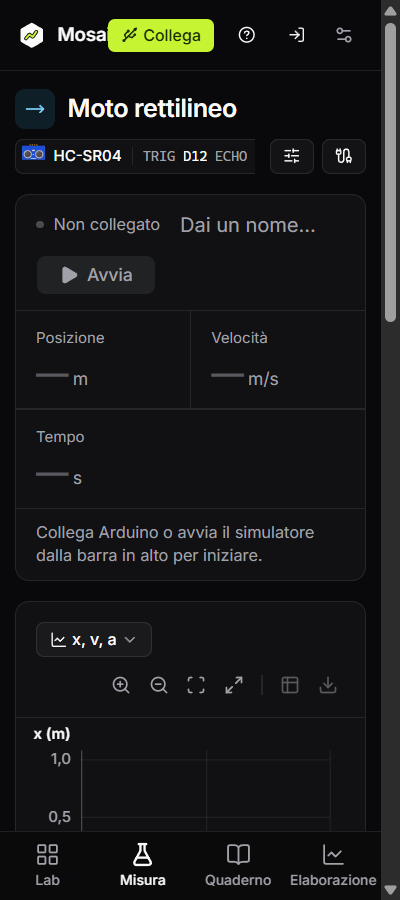 Mosai
Collega
Moto rettilineo
HC-SR04 TRIG D12 ECHO
Non collegato Dai un nome...
Avvia
Posizione
Velocità
— m
— m/s
Tempo
— s
Collega Arduino o avvia il simulatore
dalla barra in alto per iniziare.
x, v, a
x (m)
1,0
0,5
Lab
Misura
Quaderno
Elaborazione